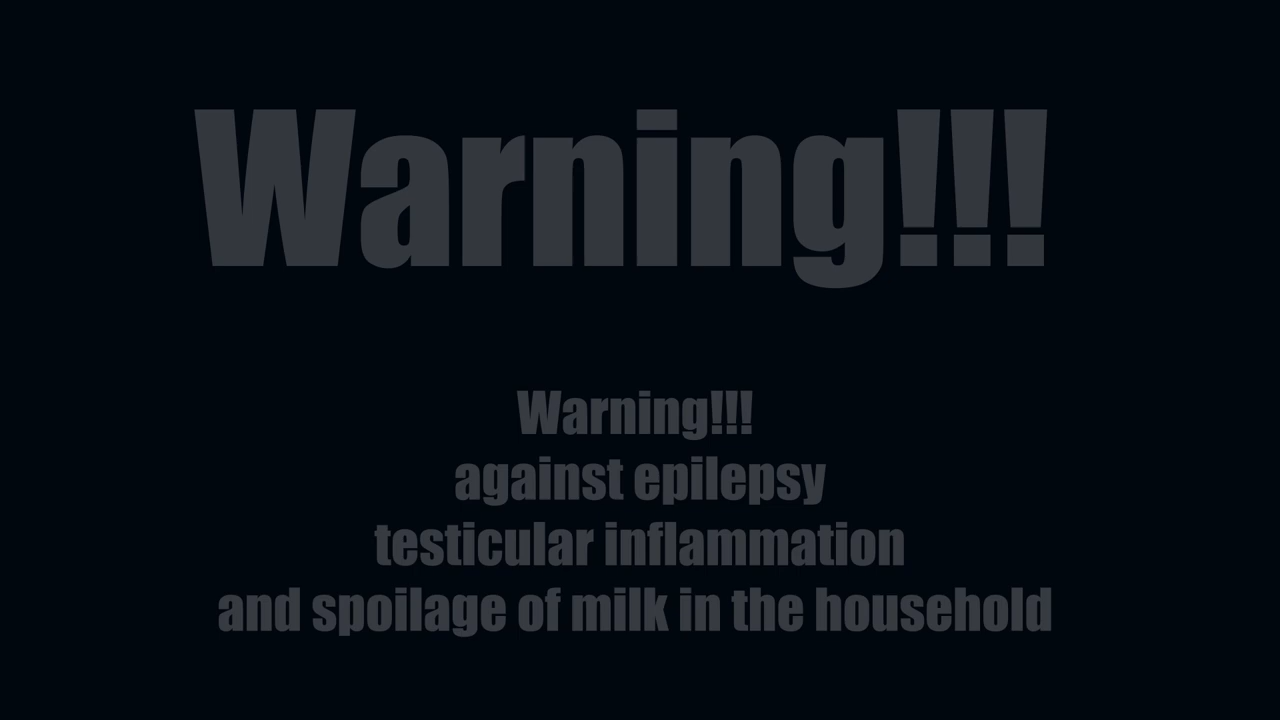 Warning!!!
Warning!!!
against epilepsy
testicular inflammation
and spoilage of milk in the household